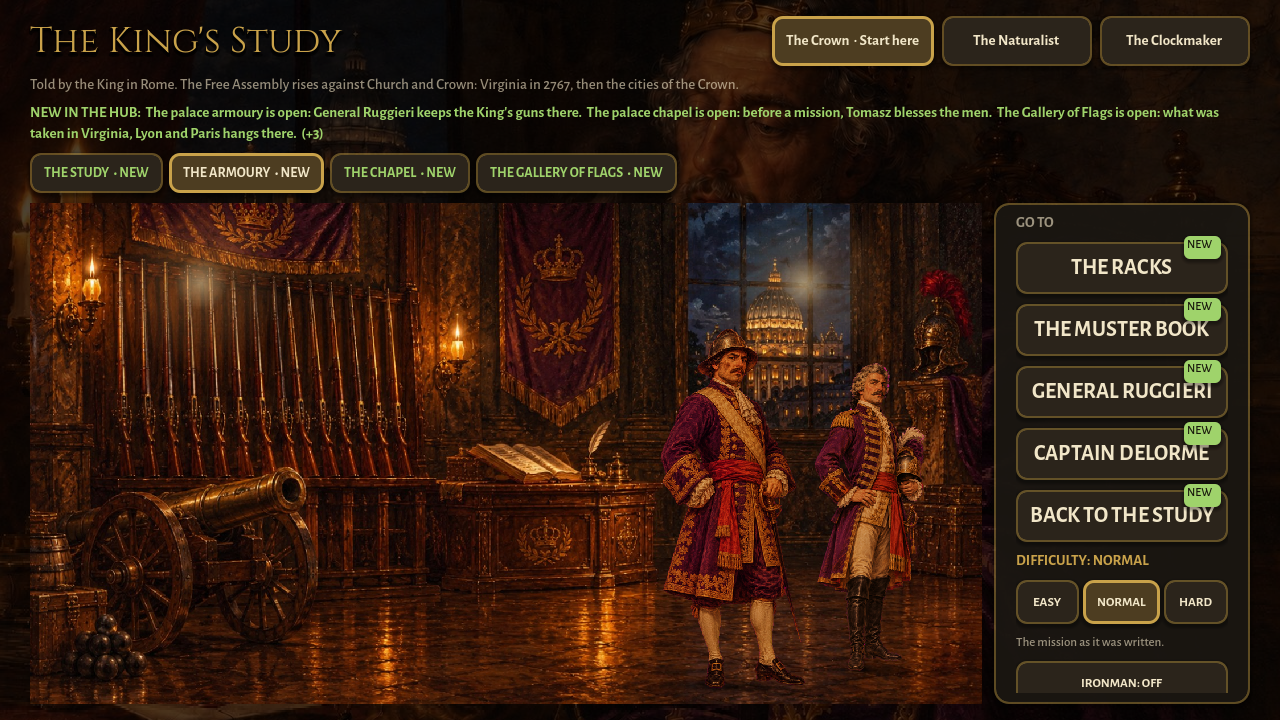 The King's Study
The Crown · Start here
The Naturalist
The Clockmaker
Told by the King in Rome. The Free Assembly rises against Church and Crown: Virginia in 2767, then the cities of the Crown.
NEW IN THE HUB: The palace armoury is open: General Ruggieri keeps the King's guns there. The palace chapel is open: before a mission, Tomasz blesses the men. The Gallery of Flags is open: what was
taken in Virginia, Lyon and Paris hangs there. (+3)
THE STUDY · NEW
THE ARMOURY · NEW
THE CHAPEL · NEW
THE GALLERY OF FLAGS · NEW
GO TO
NEW
THE RACKS
NEW
THE MUSTER BOOK
NEW
GENERAL RUGGIERI
NEW
CAPTAIN DELORME
NEW
BACK TO THE STUDY
DIFFICULTY: NORMAL
EASY
NORMAL
HARD
The mission as it was written.
IRONMAN: OFF